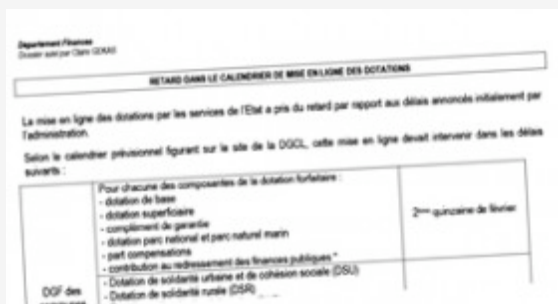 Département Finances
Dossier suivi par Claire GEKAS
RETARD DANS LE CALENDRIER DE MISE EN LIGNE DES DOTATIONS
La mise en ligne des dotations par les services de l'Etat a pris du retard par rapport aux délais annoncés initialement par
l'administration.
Selon le calendrier prévisionnel figurant sur le site de la DGCL, cette mise en ligne devait intervenir dans les délais
suivants :
Pour chacune des composantes de la dotation forfaitaire :
- dotation de base
- dotation superficiaire
- complément de garantie
- dotation parc national et parc naturel marin
- part compensations
- contribution au redressement des finances publiques *
2ème quinzaine de février
DGF des
- Dotation de solidarité urbaine et de cohésion sociale (DSU)
- Dotation de solidarité rurale (DSR)